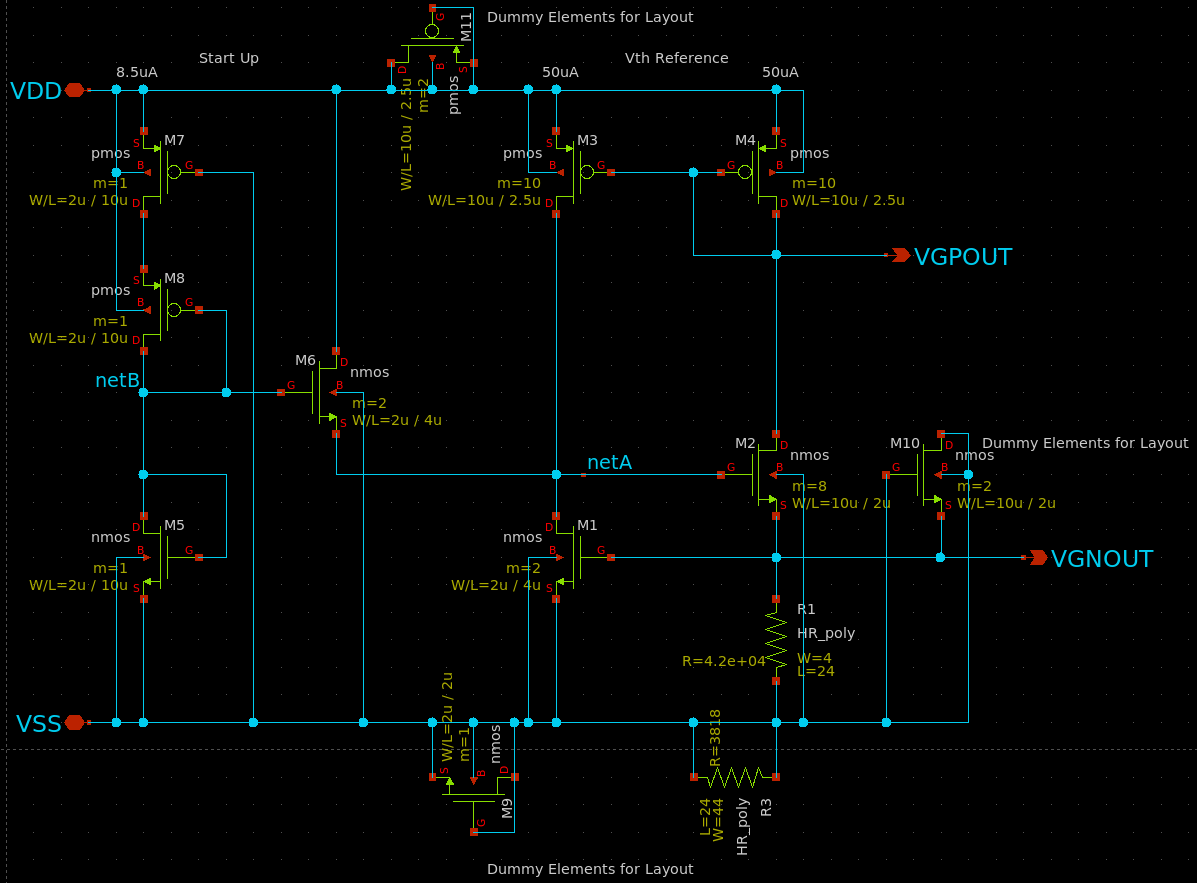 Dummy Elements for Layout
Start Up
Vth Reference
8.5uA
50uA
50uA
VDD
M11
G
D
B
S
W/L=10u / 2.5u
m=2
pmos
M7
pmos
S
B
G
D
m=1
W/L=2u / 10u
M3
pmos
S
B
G
D
m=10
W/L=10u / 2.5u
M4
pmos
S
G
B
D
m=10
W/L=10u / 2.5u
VGPOUT
M8
pmos
S
B
G
D
m=1
W/L=2u / 10u
netB
M6
nmos
D
G
B
S
m=2
W/L=2u / 4u
netA
M2
nmos
D
G
B
S
m=8
W/L=10u / 2u
M10
nmos
D
G
B
S
m=2
W/L=10u / 2u
Dummy Elements for Layout
M5
nmos
D
B
G
S
m=1
W/L=2u / 10u
M1
nmos
D
B
G
S
m=2
W/L=2u / 4u
VGNOUT
R1
HR_poly
R=4.2e+04
W=4
L=24
VSS
W/L=2u / 2u
m=1
nmos
S
B
D
G
M9
R=3818
L=24
W=44
HR_poly
R3
Dummy Elements for Layout